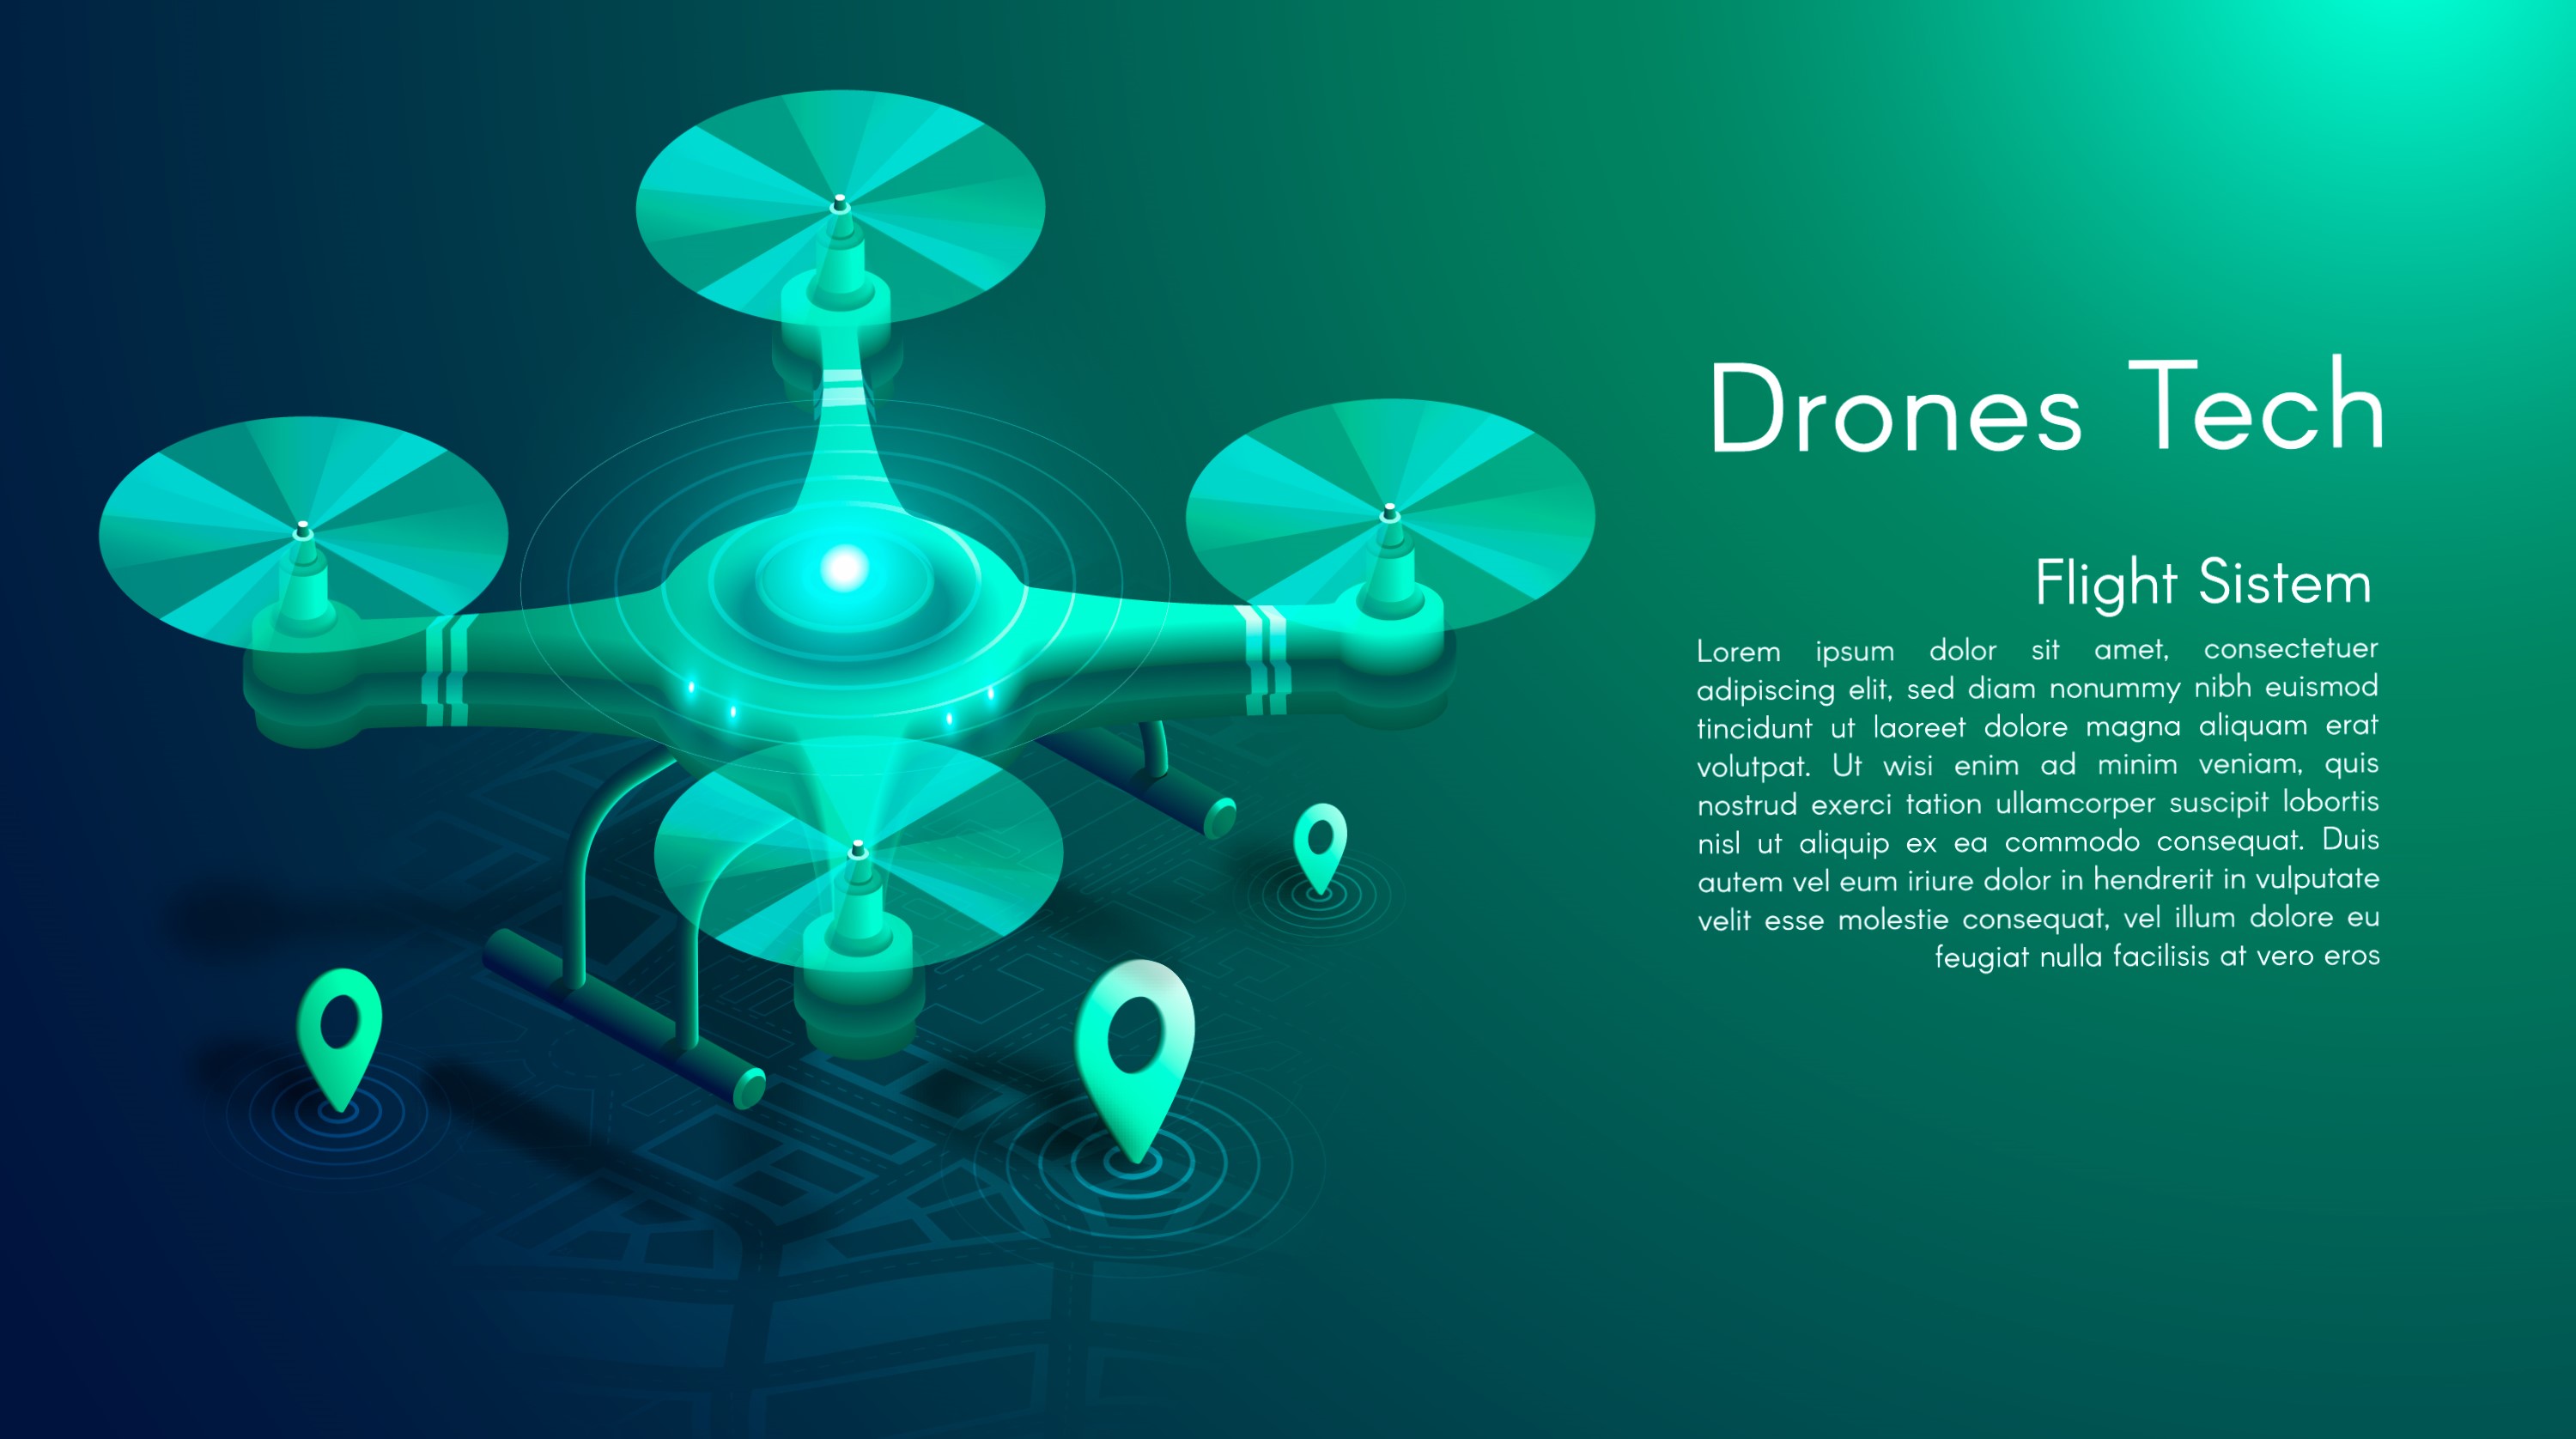 Drones Tech
Flight Sistem
Lorem ipsum dolor sit amet, consectetuer
adipiscing elit, sed diam nonummy nibh euismod
tincidunt ut laoreet dolore magna aliquam erat
volutpat. Ut wisi enim ad minim veniam, quis
nostrud exerci tation ullamcorper suscipit lobortis
nisl ut aliquip ex ea commodo consequat. Duis
autem vel eum iriure dolor in hendrerit in vulputate
velit esse molestie consequat, vel illum dolore eu
feugiat nulla facilisis at vero eros